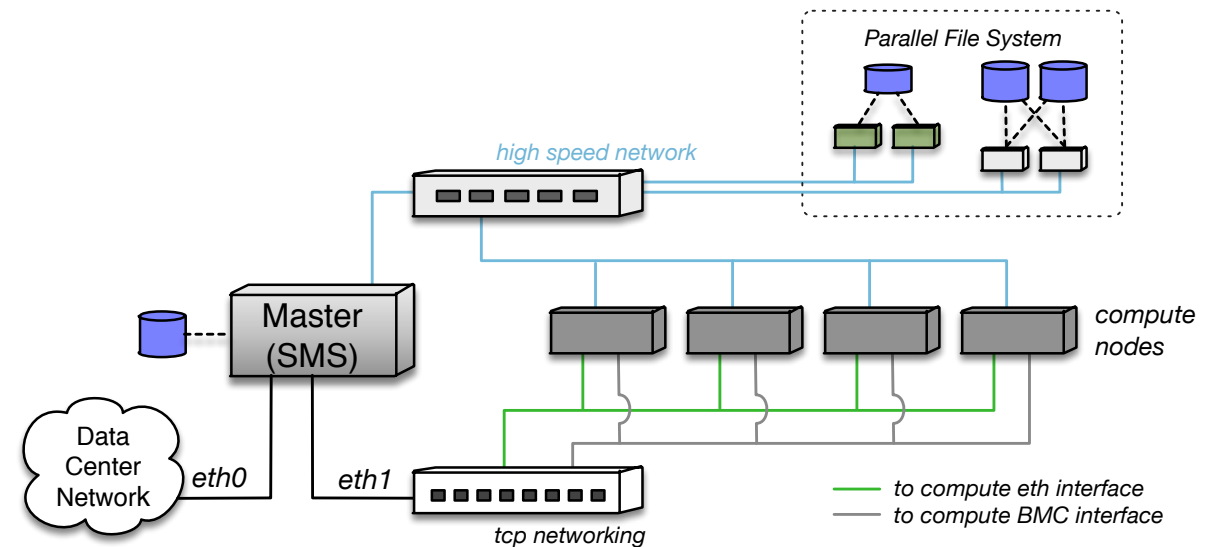 Parallel File System
high speed network
Master
(SMS)
compute
nodes
Data
Center
Network
eth0
eth1
tcp networking
to compute eth interface
to compute BMC interface